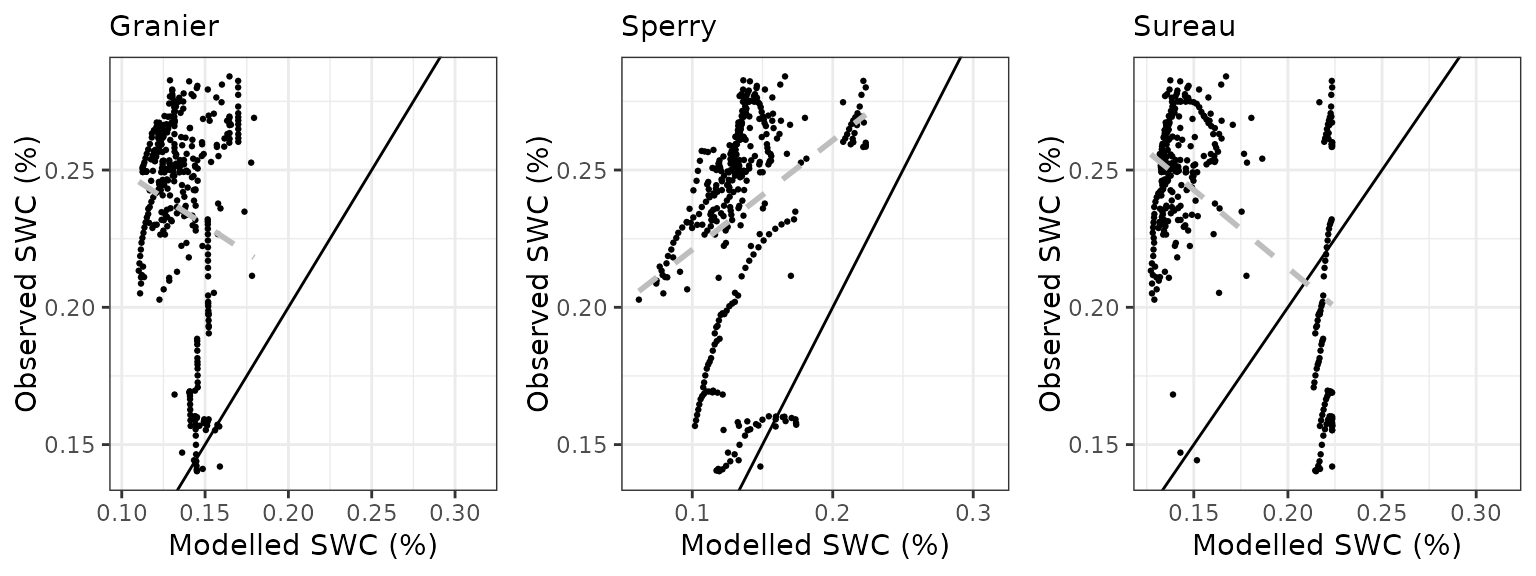 Granier
Observed SWC (%)
0.25
0.20
0.15
0.10 0.15 0.20 0.25 0.30
Modelled SWC (%)
Sperry
Observed SWC (%)
0.25
0.20
0.15
0.1 0.2 0.3
Modelled SWC (%)
Sureau
Observed SWC (%)
0.25
0.20
0.15
0.15 0.20 0.25 0.30
Modelled SWC (%)